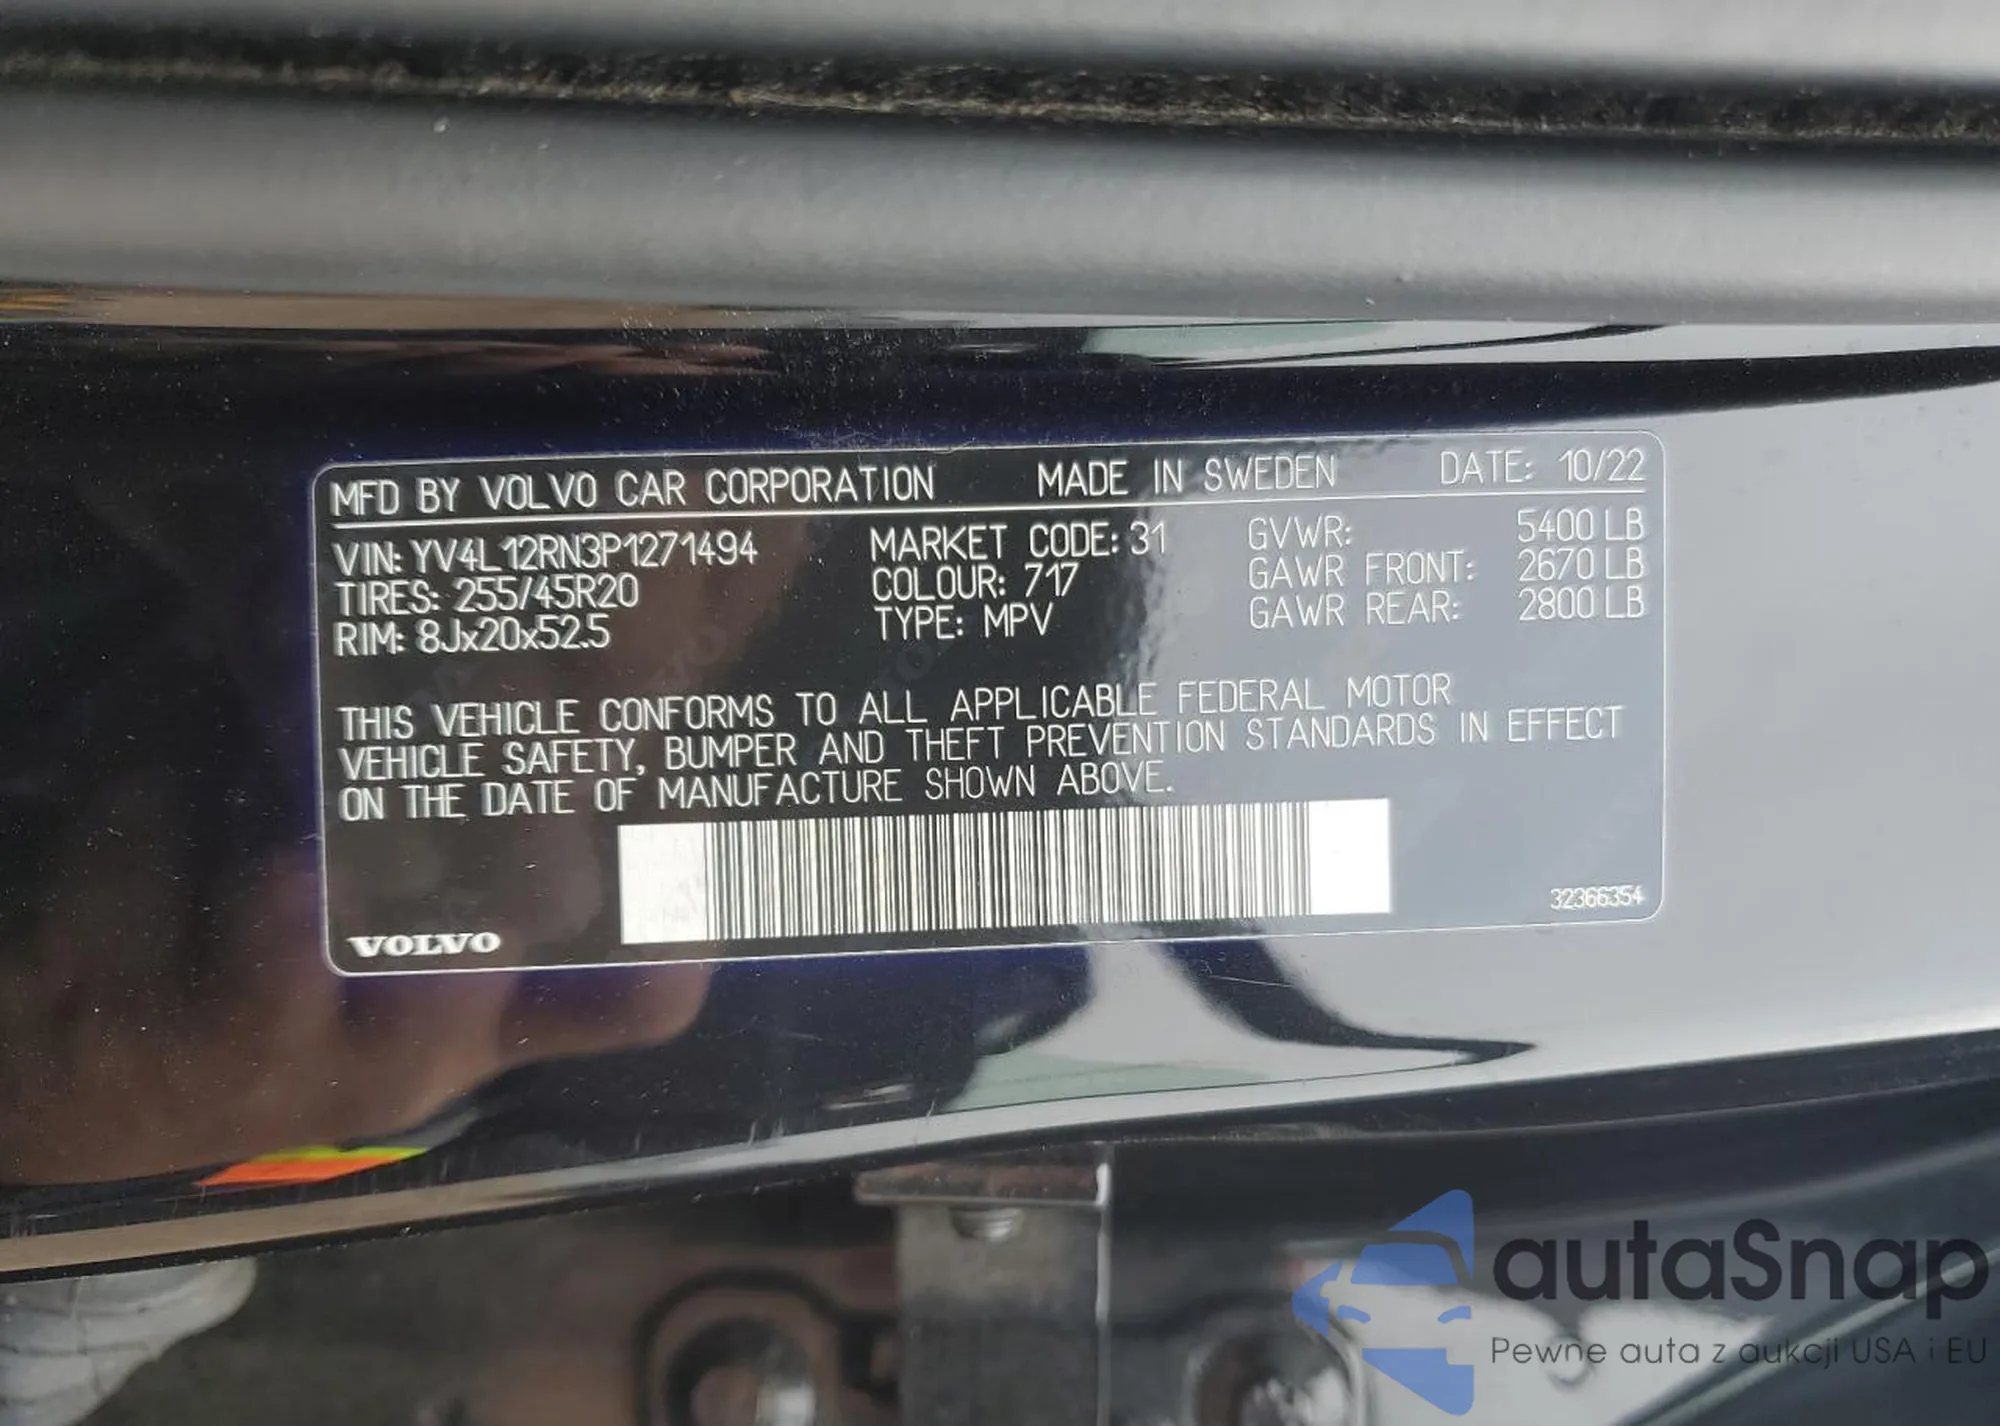 MFD BY VOLVO CAR CORPORATION MADE IN SWEDEN DATE: 10/22
VIN: YV4L12RN3P1271494 MARKET CODE: 31 GVWR: 5400 LB
TIRES: 255/45R20 COLOUR: 717 GAWR FRONT: 2670 LB
RIM: 8Jx20x52.5 TYPE: MPV GAWR REAR: 2800 LB
THIS VEHICLE CONFORMS TO ALL APPLICABLE FEDERAL MOTOR
VEHICLE SAFETY, BUMPER AND THEFT PREVENTION STANDARDS IN EFFECT
ON THE DATE OF MANUFACTURE SHOWN ABOVE.
32366354
VOLVO
autaSnap
Pewne auta z aukcji USA i EU